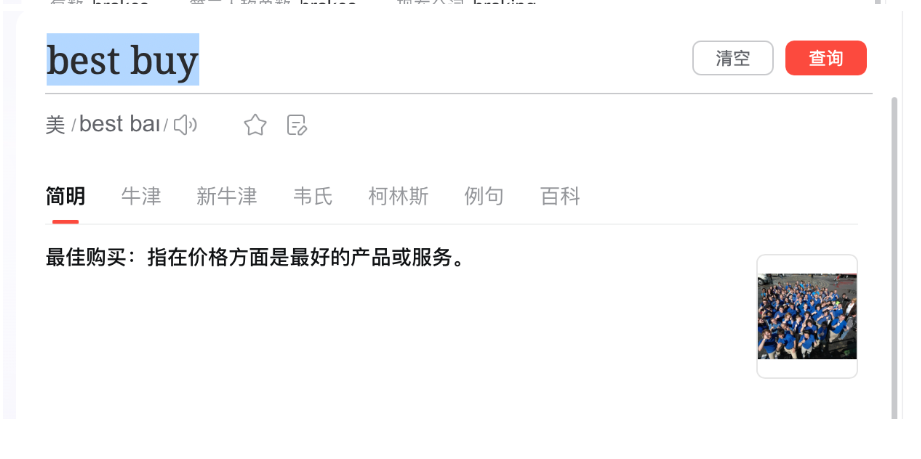 best buy
清空
查询
美 /best baɪ/
简明 牛津 新牛津 韦氏 柯林斯 例句 百科
最佳购买：指在价格方面是最好的产品或服务。